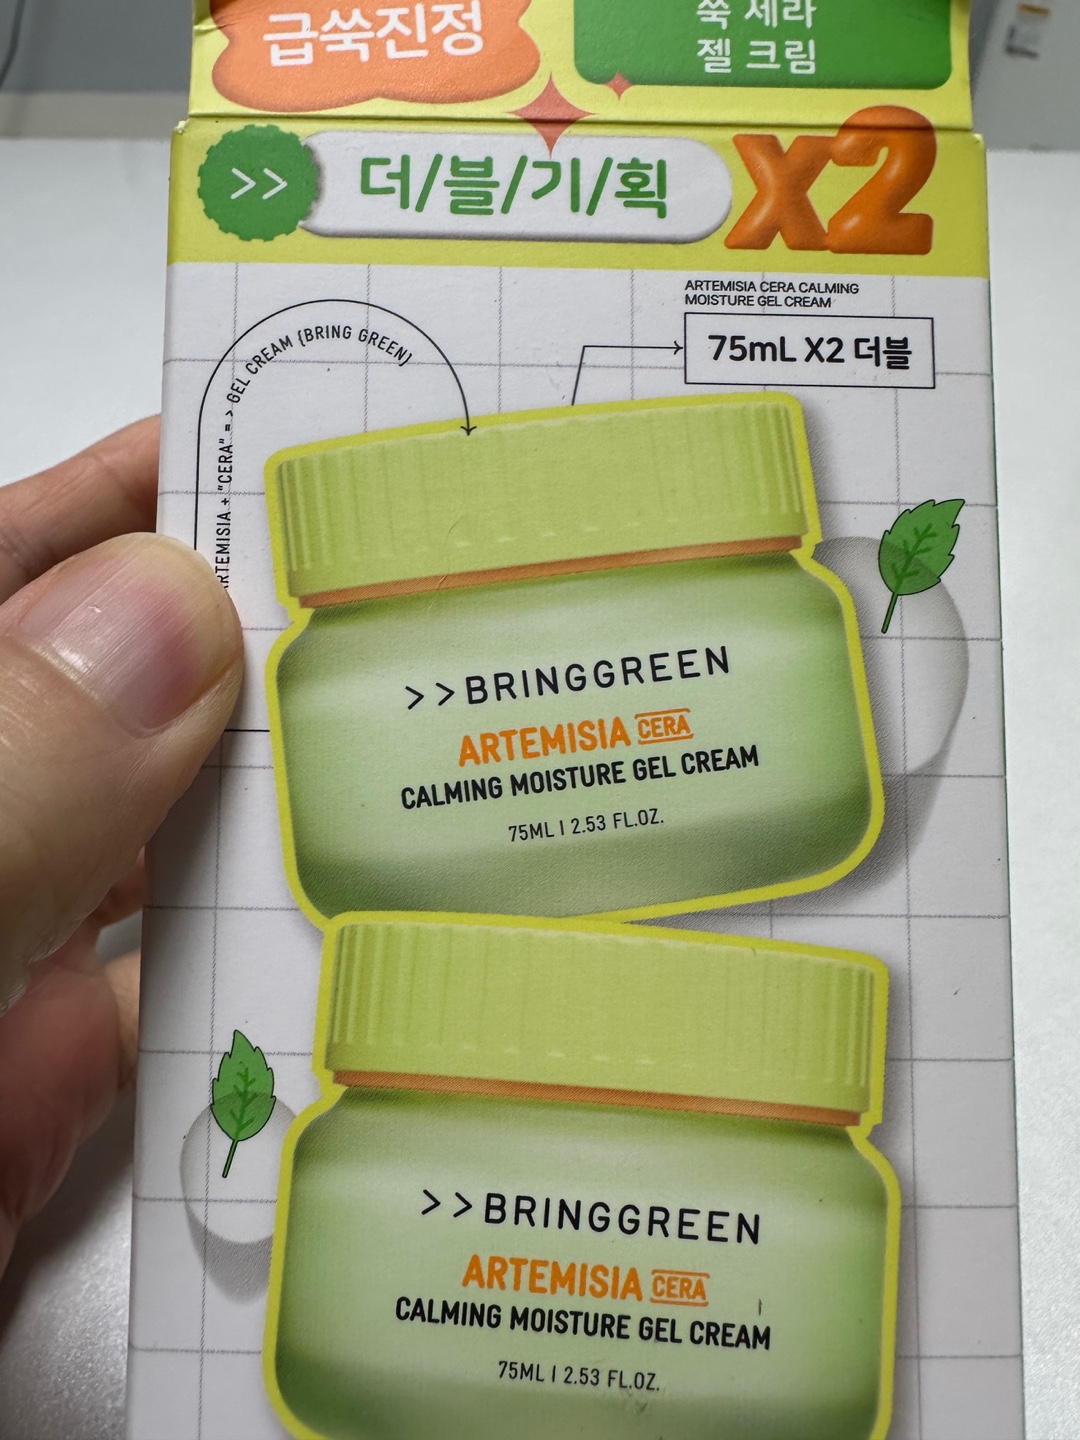 급쑥진정
쑥 세라
젤 크림
>> 더/블/기/획 X2
ARTEMISIA CERA CALMING
MOISTURE GEL CREAM
75mL X2 더블
ARTEMISIA + "CERA" = > GEL CREAM {BRING GREEN}
>>BRINGGREEN
ARTEMISIA CERA
CALMING MOISTURE GEL CREAM
75ML | 2.53 FL.OZ.
>>BRINGGREEN
ARTEMISIA CERA
CALMING MOISTURE GEL CREAM
75ML | 2.53 FL.OZ.